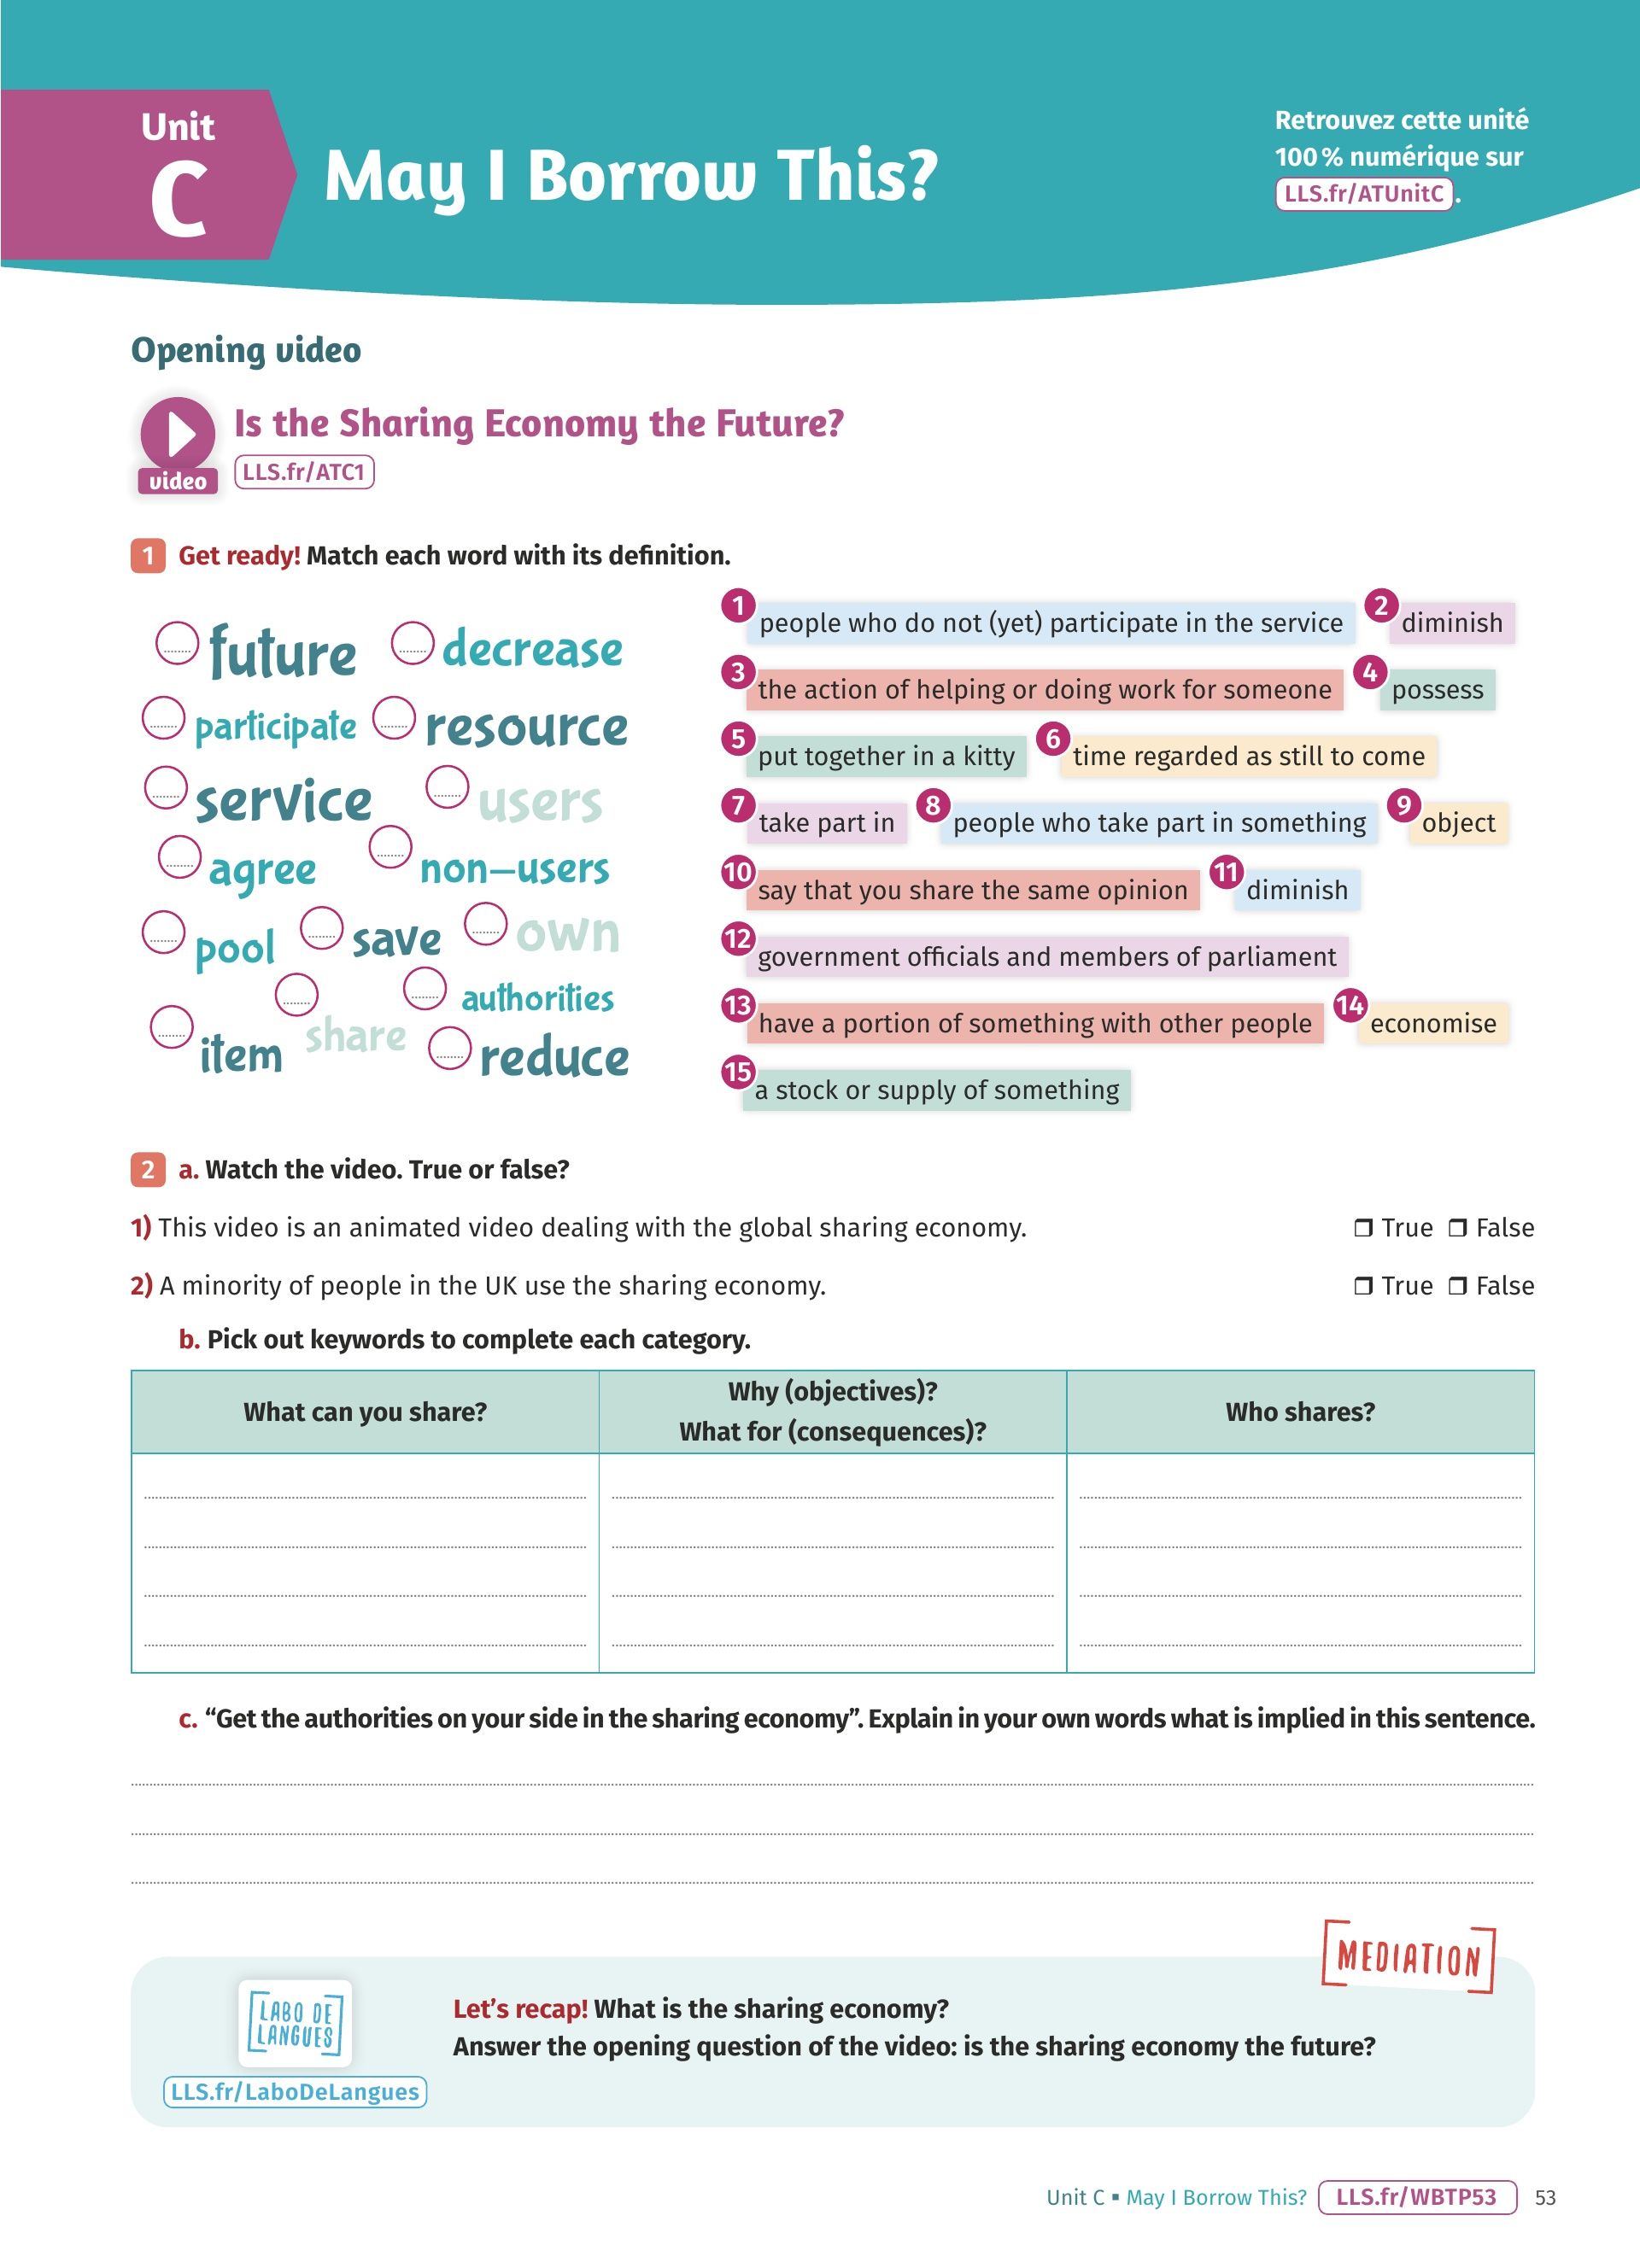 Unit
C
May I Borrow This?
Retrouvez cette unité
100 % numérique sur
LLS.fr/ATUnitC.
Opening video
video
Is the Sharing Economy the Future?
LLS.fr/ATC1
1 Get ready! Match each word with its definition.
........ future ........ decrease
........ participate ........ resource
........ service ........ users
........ agree ........ non–users
........ pool ........ save ........ own
........ item ........ share ........ authorities
........ reduce
1 people who do not (yet) participate in the service 2 diminish
3 the action of helping or doing work for someone 4 possess
5 put together in a kitty 6 time regarded as still to come
7 take part in 8 people who take part in something 9 object
10 say that you share the same opinion 11 diminish
12 government officials and members of parliament
13 have a portion of something with other people 14 economise
15 a stock or supply of something
2 a. Watch the video. True or false?
1) This video is an animated video dealing with the global sharing economy. ❒ True ❒ False
2) A minority of people in the UK use the sharing economy. ❒ True ❒ False
b. Pick out keywords to complete each category.
What can you share?
Why (objectives)?
What for (consequences)?
Who shares?
c. “Get the authorities on your side in the sharing economy”. Explain in your own words what is implied in this sentence.
MEDIATION
LABO DE
LANGUES
LLS.fr/LaboDeLangues
Let’s recap! What is the sharing economy?
Answer the opening question of the video: is the sharing economy the future?
Unit C ▪ May I Borrow This? LLS.fr/WBTP53 53